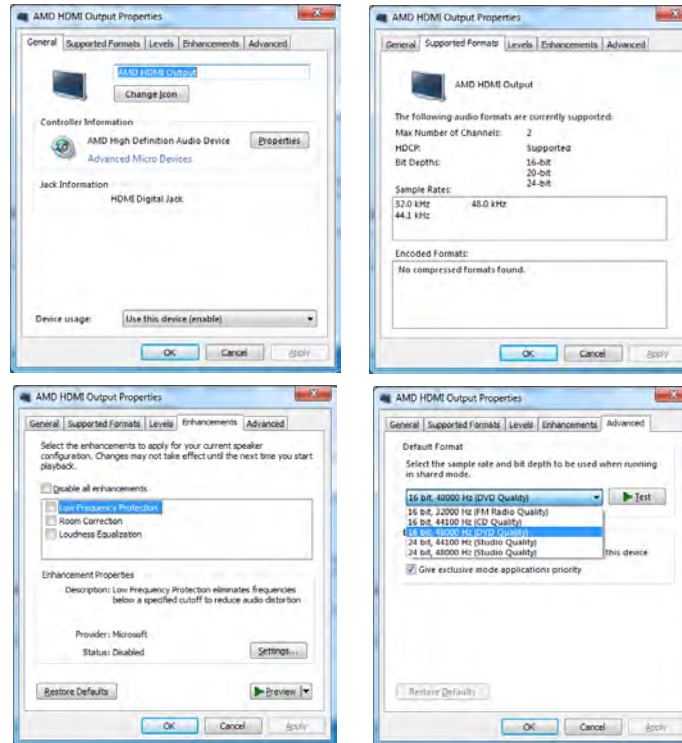 AMD HDMI Output Properties
General Supported Formats Levels Enhancements Advanced
AMD HDMI Output
Change Icon
Controller Information
AMD High Definition Audio Device Properties
Advanced Micro Devices
Jack Information
HDMI Digital Jack
Device usage: Use this device (enable)
OK Cancel Apply
AMD HDMI Output Properties
General Supported Formats Levels Enhancements Advanced
AMD HDMI Output
The following audio formats are currently supported:
Max Number of Channels: 2
HDCP: Supported
Bit Depths: 16-bit
20-bit
24-bit
Sample Rates:
32.0 kHz 48.0 kHz
44.1 kHz
Encoded Formats:
No compressed formats found.
OK Cancel Apply
AMD HDMI Output Properties
General Supported Formats Levels Enhancements Advanced
Select the enhancements to apply for your current speaker
configuration. Changes may not take effect until the next time you start
playback.
Disable all enhancements
Low Frequency Protection
Room Correction
Loudness Equalization
Enhancement Properties
Description: Low Frequency Protection eliminates frequencies
below a specified cutoff to reduce audio distortion
Provider: Microsoft
Status: Disabled Settings...
Restore Defaults Preview
OK Cancel Apply
AMD HDMI Output Properties
General Supported Formats Levels Enhancements Advanced
Default Format
Select the sample rate and bit depth to be used when running
in shared mode.
16 bit, 48000 Hz (DVD Quality) Test
16 bit, 32000 Hz (FM Radio Quality)
16 bit, 44100 Hz (CD Quality)
16 bit, 48000 Hz (DVD Quality)
24 bit, 44100 Hz (Studio Quality)
24 bit, 48000 Hz (Studio Quality) this device
Give exclusive mode applications priority
Restore Defaults
OK Cancel Apply